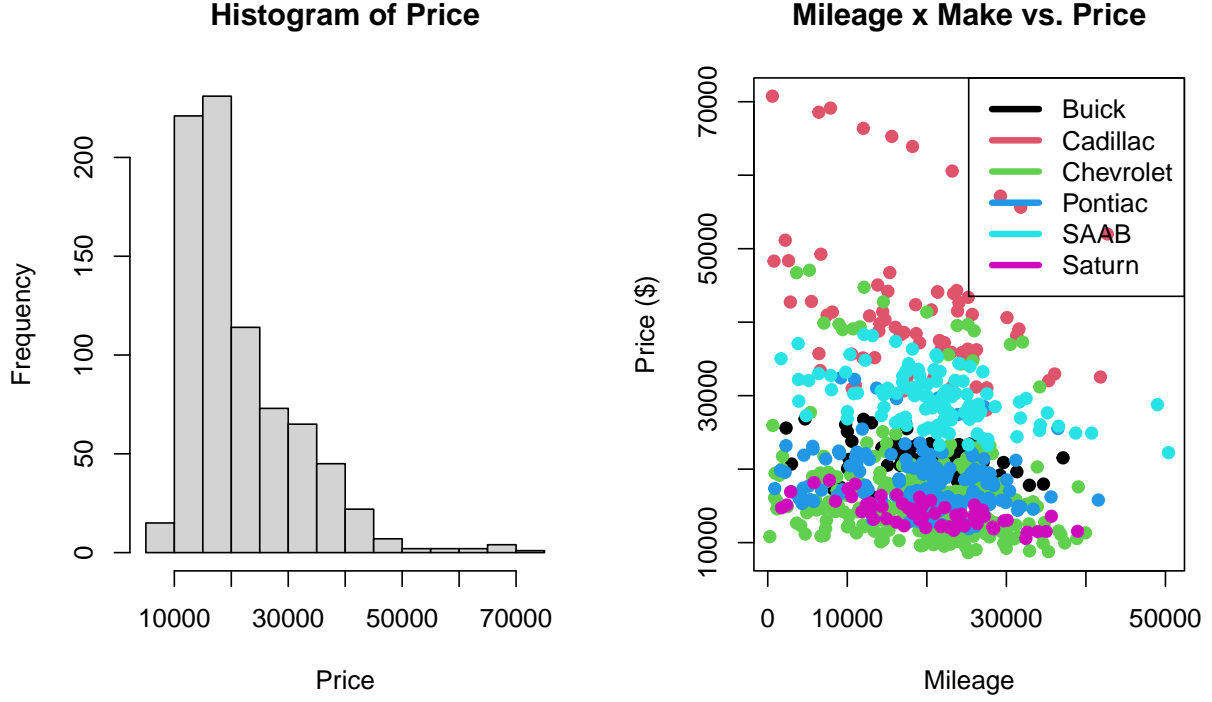 Histogram of Price
Frequency
200
150
100
50
0
10000 30000 50000 70000
Price
Mileage x Make vs. Price
Price ($)
70000
50000
30000
10000
Buick
Cadillac
Chevrolet
Pontiac
SAAB
Saturn
0 10000 30000 50000
Mileage